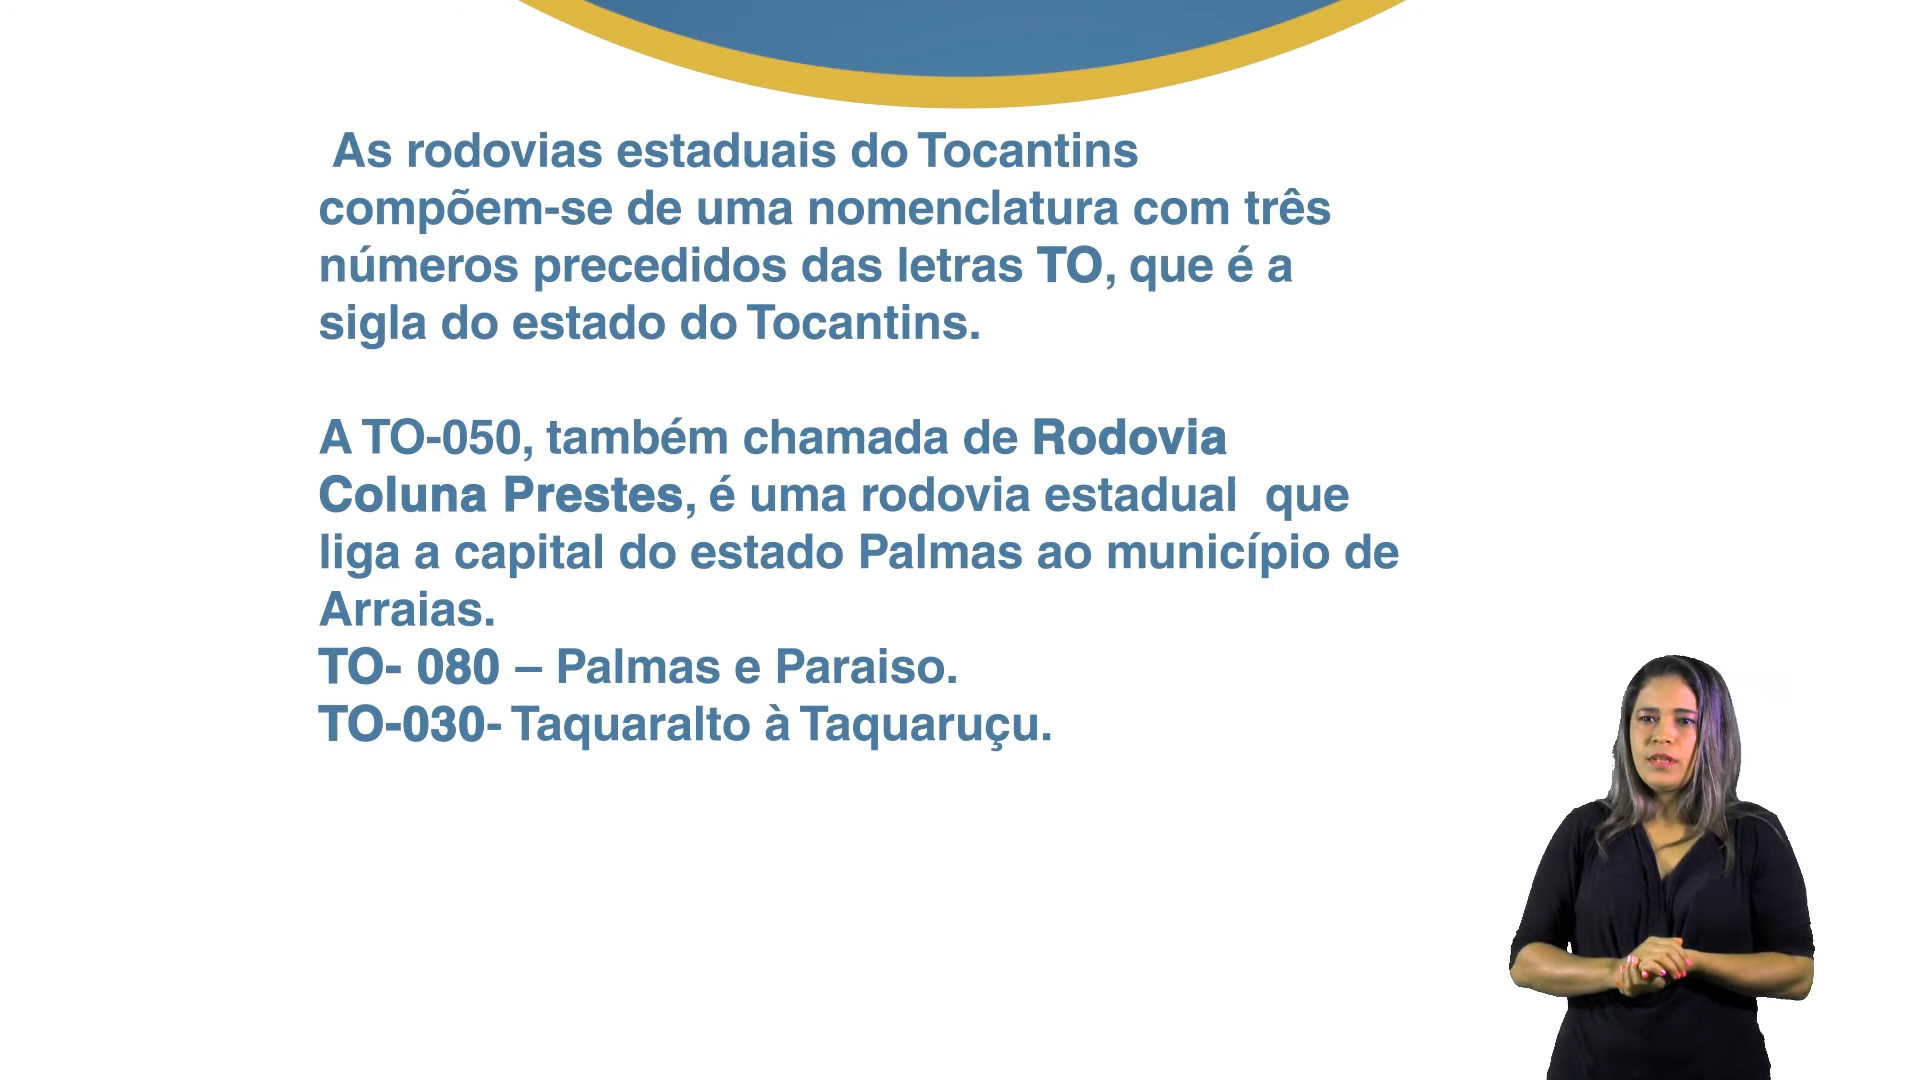 As rodovias estaduais do Tocantins
compõem-se de uma nomenclatura com três
números precedidos das letras TO, que é a
sigla do estado do Tocantins.
A TO-050, também chamada de Rodovia
Coluna Prestes, é uma rodovia estadual  que
liga a capital do estado Palmas ao município de
Arraias.
TO- 080 – Palmas e Paraiso.
TO-030- Taquaralto à Taquaruçu.